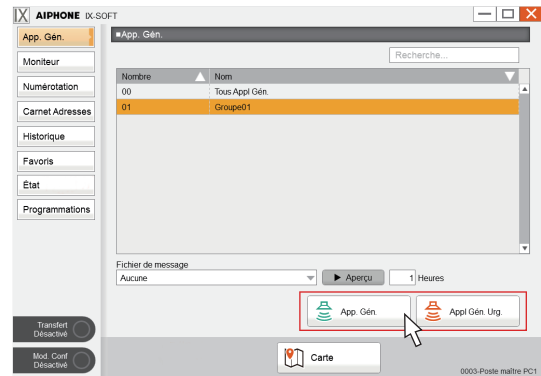 IX AIPHONE IX-SOFT
App. Gén.
Moniteur
Numérotation
Carnet Adresses
Historique
Favoris
État
Programmations
Transfert
Désactivé
Mod. Conf
Désactivé
■App. Gén.
Recherche...
Nombre Nom
00 Tous Appl Gén.
01 Groupe01
Fichier de message
Aucune Aperçu 1 Heures
App. Gén. Appl Gén. Urg.
Carte
0003-Poste maître PC1